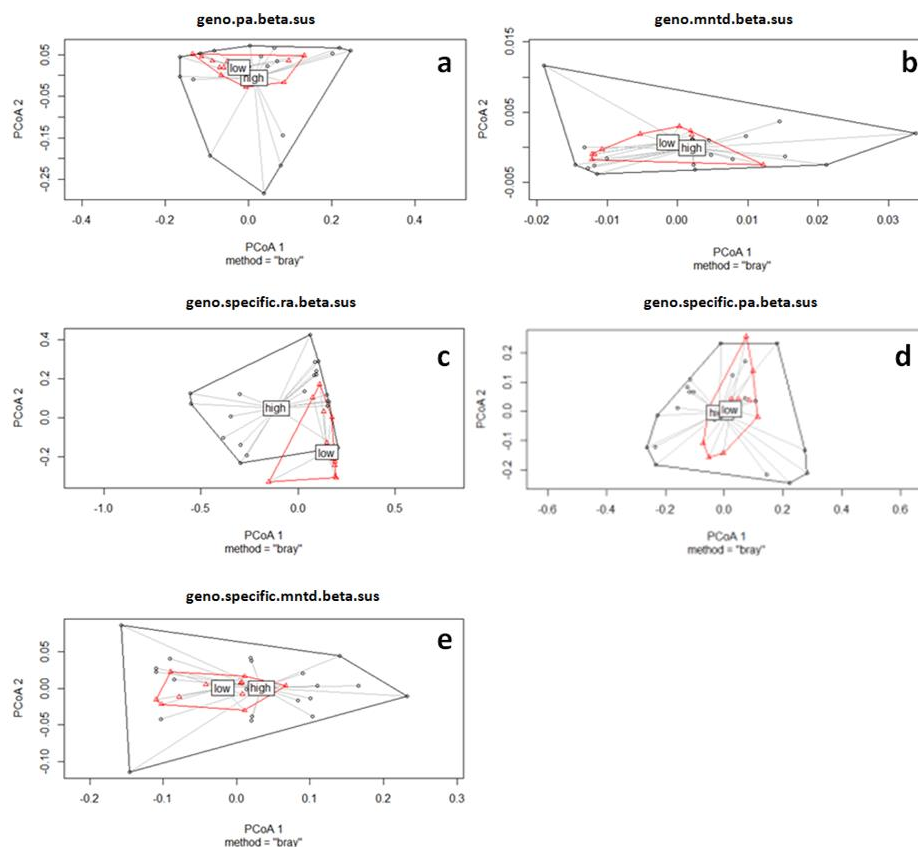 geno.pa.beta.sus
a
PCoA 2
0.05
-0.05
-0.15
-0.25
low
high
-0.4
-0.2
0.0
0.2
0.4
PCoA 1
method = "bray"
geno.mntd.beta.sus
b
PCoA 2
0.015
0.005
-0.005
low
high
-0.02
-0.01
0.00
0.01
0.02
0.03
PCoA 1
method = "bray"
geno.specific.ra.beta.sus
c
PCoA 2
0.4
0.2
0.0
-0.2
high
low
-1.0
-0.5
0.0
0.5
PCoA 1
method = "bray"
geno.specific.pa.beta.sus
d
PCoA 2
0.2
0.1
0.0
-0.1
-0.2
low
-0.6
-0.4
-0.2
0.0
0.2
0.4
0.6
PCoA 1
method = "bray"
geno.specific.mntd.beta.sus
e
PCoA 2
0.05
0.00
-0.05
-0.10
low
high
-0.2
-0.1
0.0
0.1
0.2
0.3
PCoA 1
method = "bray"